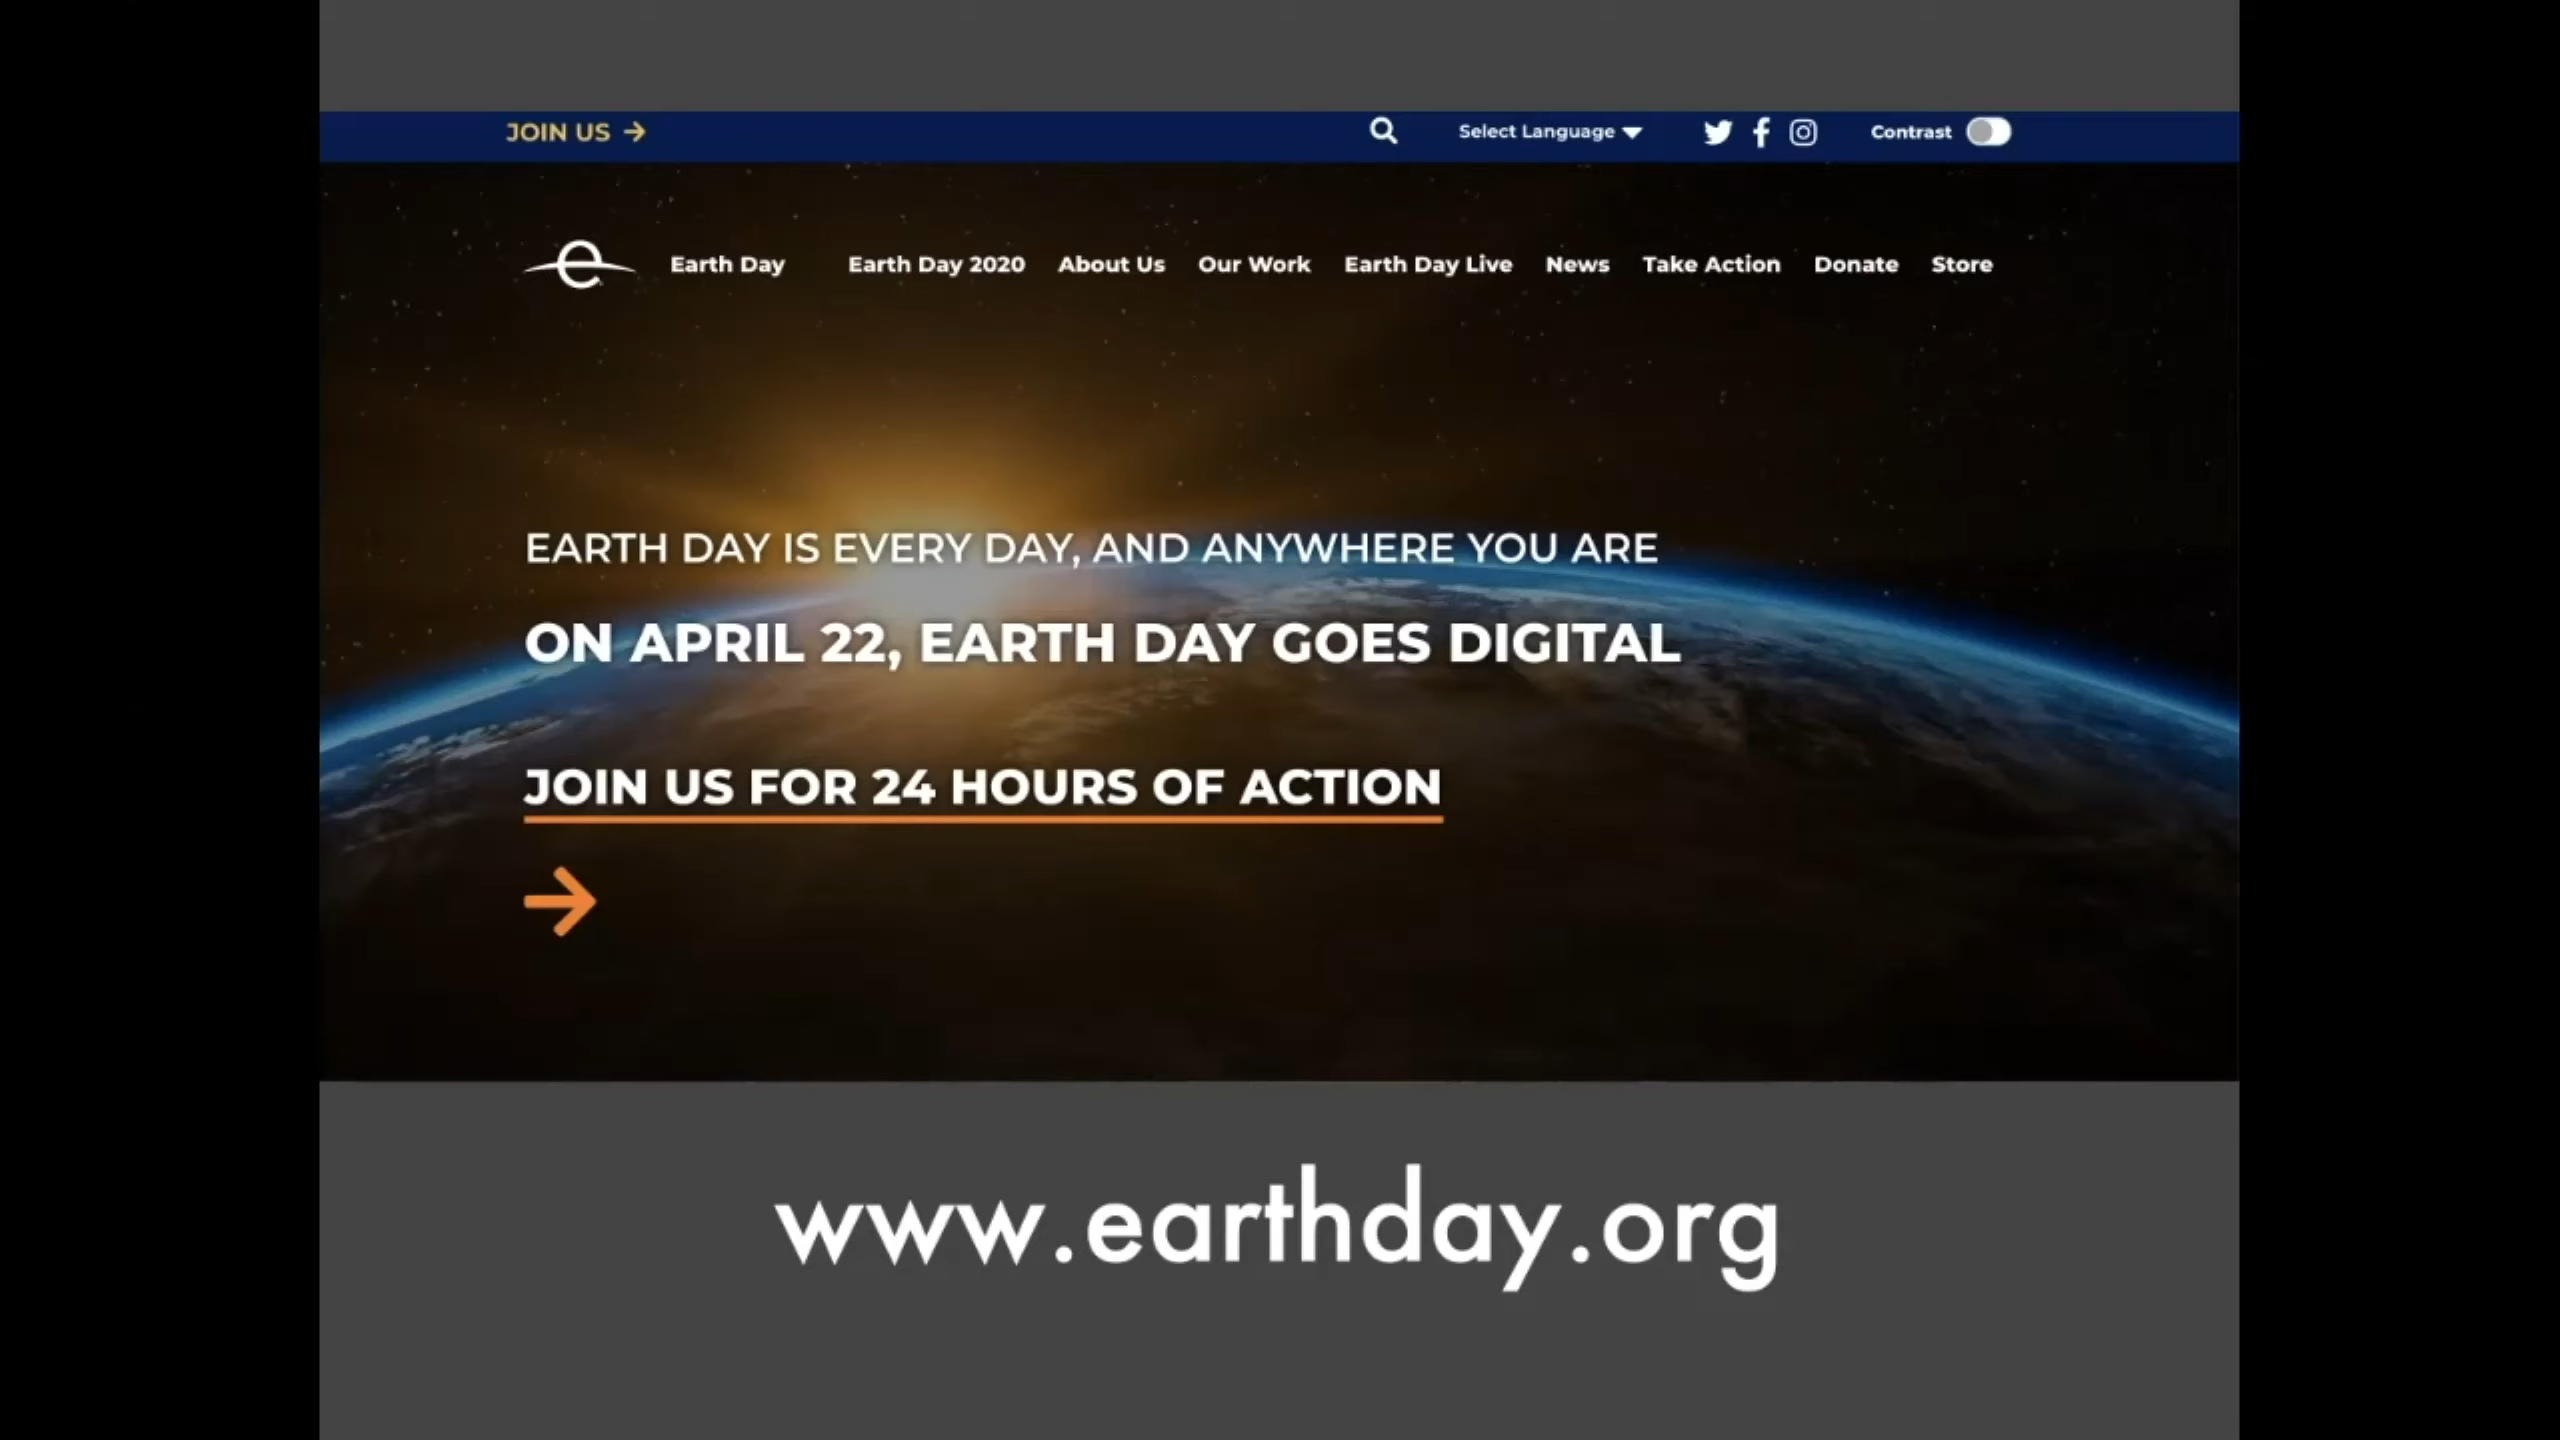 JOIN US →
Select Language
Contrast
e Earth Day Earth Day 2020 About Us Our Work Earth Day Live News Take Action Donate Store
EARTH DAY IS EVERY DAY, AND ANYWHERE YOU ARE
ON APRIL 22, EARTH DAY GOES DIGITAL
JOIN US FOR 24 HOURS OF ACTION
www.earthday.org